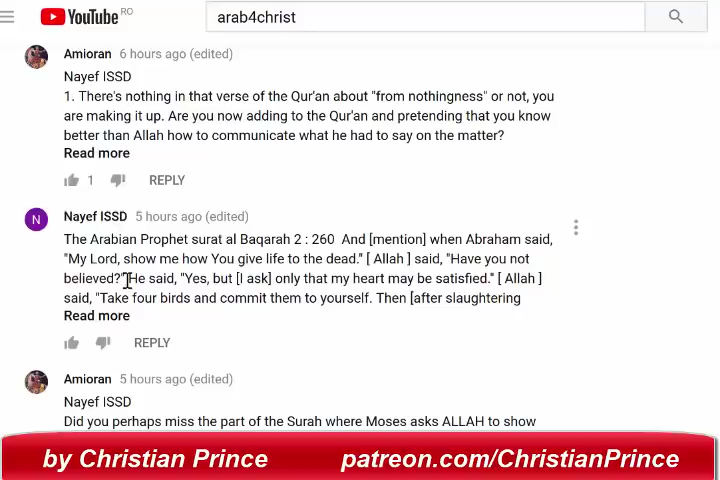 YouTube RO
arab4christ
Amioran 6 hours ago (edited)
Nayef ISSD
1. There's nothing in that verse of the Qur'an about "from nothingness" or not, you
are making it up. Are you now adding to the Qur'an and pretending that you know
better than Allah how to communicate what he had to say on the matter?
Read more
1 REPLY
N
Nayef ISSD 5 hours ago (edited)
The Arabian Prophet surat al Baqarah 2 : 260 And [mention] when Abraham said,
"My Lord, show me how You give life to the dead." [ Allah ] said, "Have you not
believed?" He said, "Yes, but [I ask] only that my heart may be satisfied." [ Allah ]
said, "Take four birds and commit them to yourself. Then [after slaughtering
Read more
REPLY
Amioran 5 hours ago (edited)
Nayef ISSD
Did you perhaps miss the part of the Surah where Moses asks ALLAH to show
by Christian Prince patreon.com/ChristianPrince